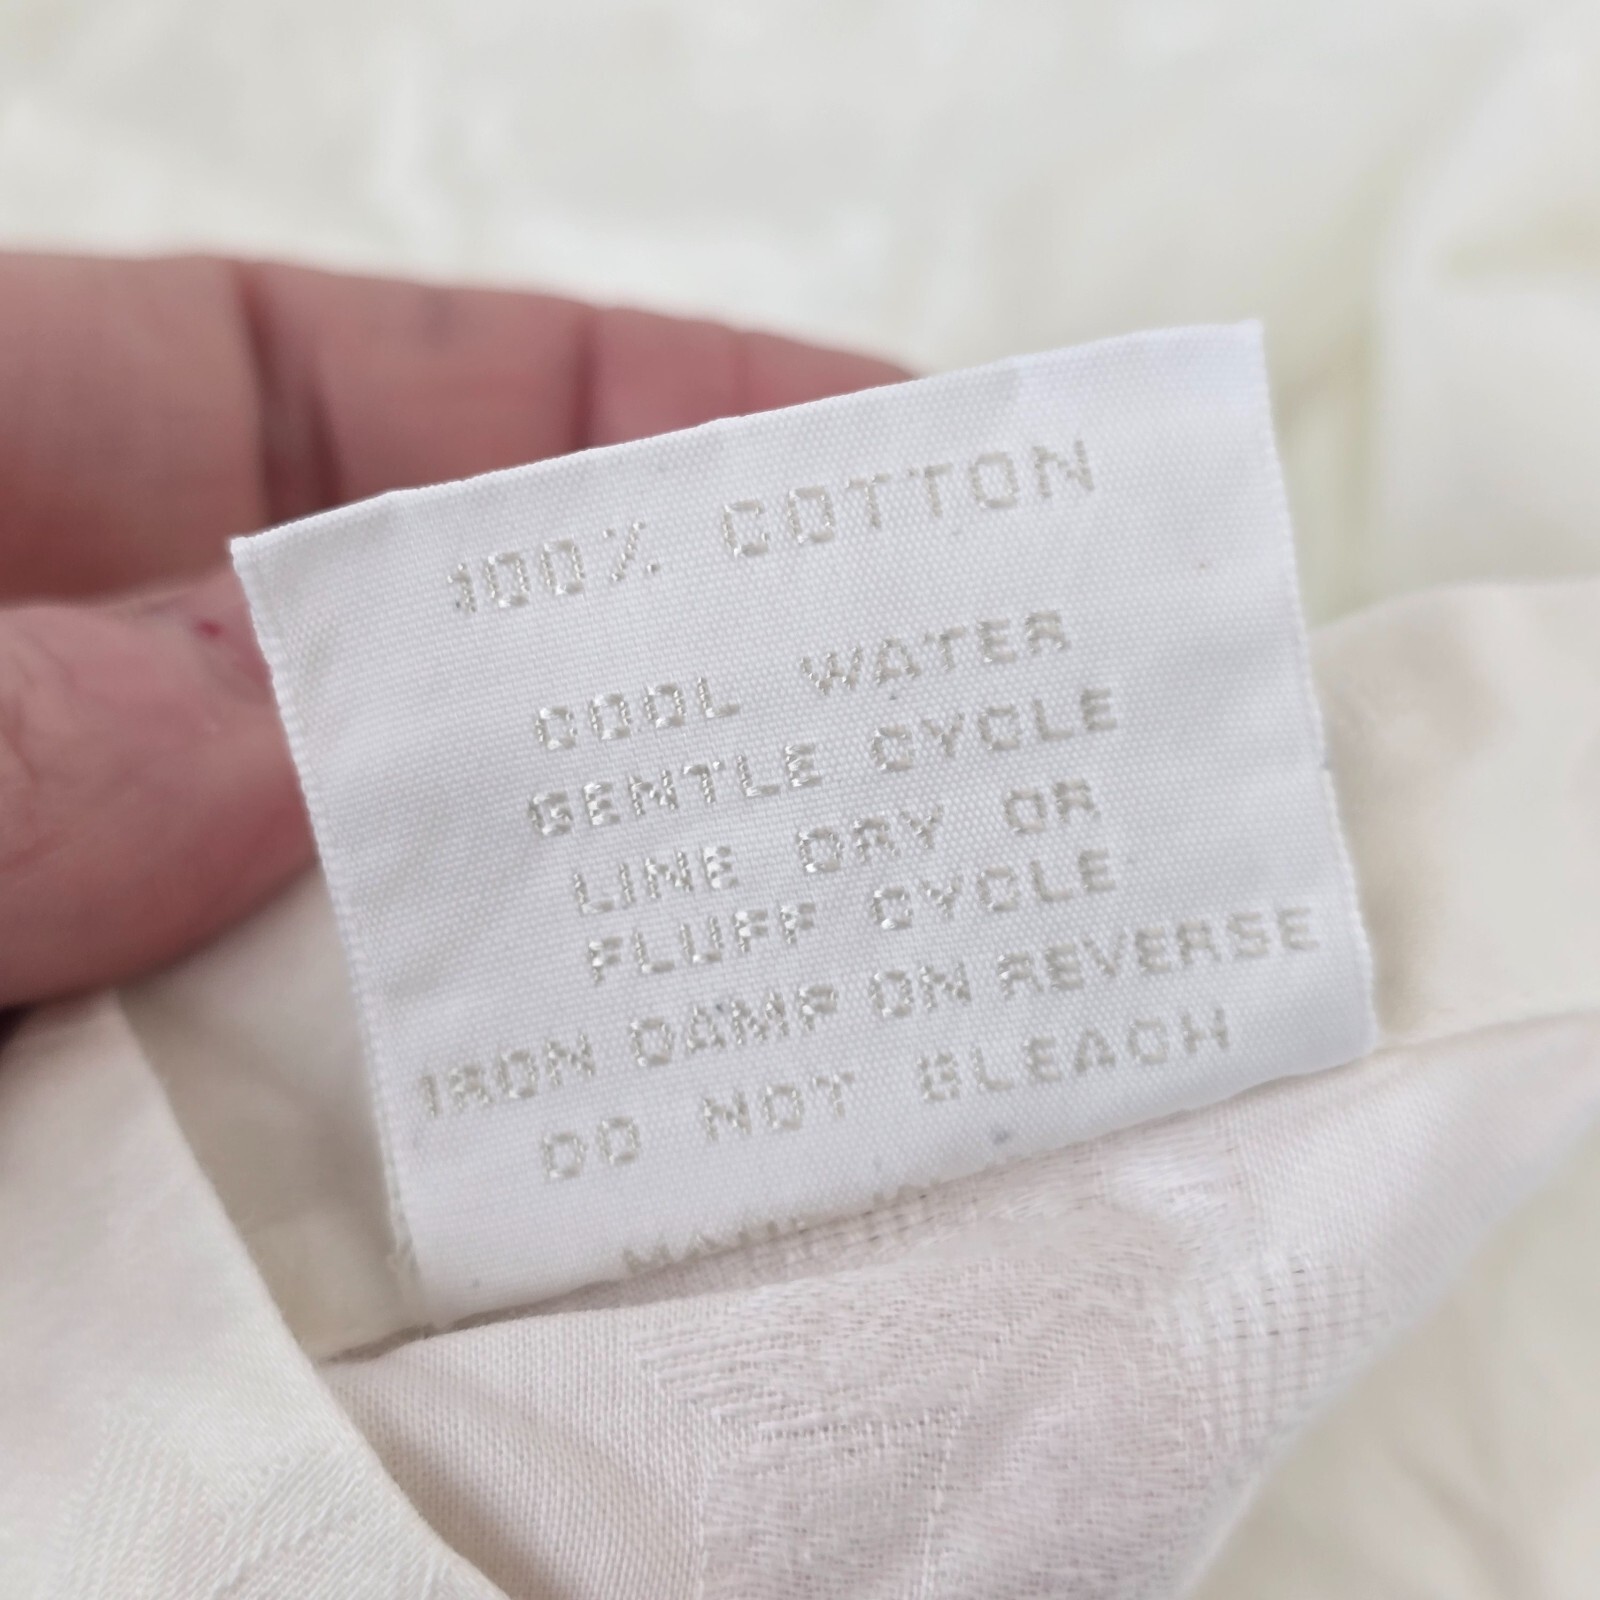 100% COTTON
COOL WATER
GENTLE CYCLE
LINE DRY OR
FLUFF CYCLE
IRON DAMP ON REVERSE
DO NOT BLEACH